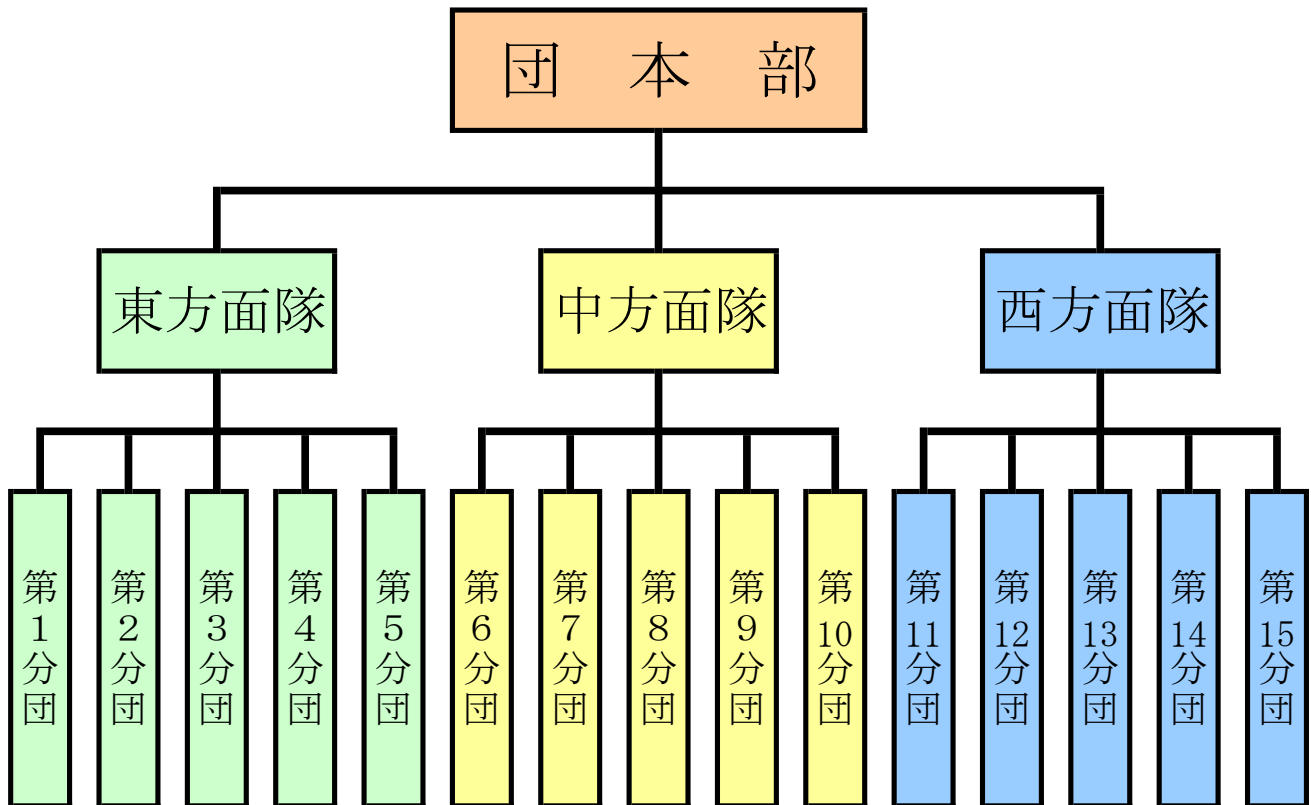 団　本　部
東方面隊
中方面隊
西方面隊
第１分団
第２分団
第３分団
第４分団
第５分団
第６分団
第７分団
第８分団
第９分団
第10分団
第11分団
第12分団
第13分団
第14分団
第15分団